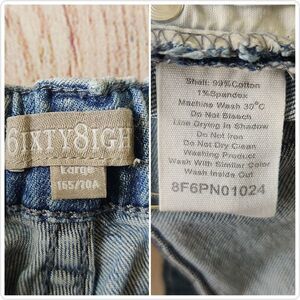 6IXTY8IGH
Large
165/70A
Shell: 99%Cotton
1%Spandex
Machine Wash 30°C
Do Not Bleach
Line Drying In Shadow
Do Not Iron
Do Not Dry Clean
Washing Product
Wash With Similar Color
Wash Inside Out
8F6PN01024